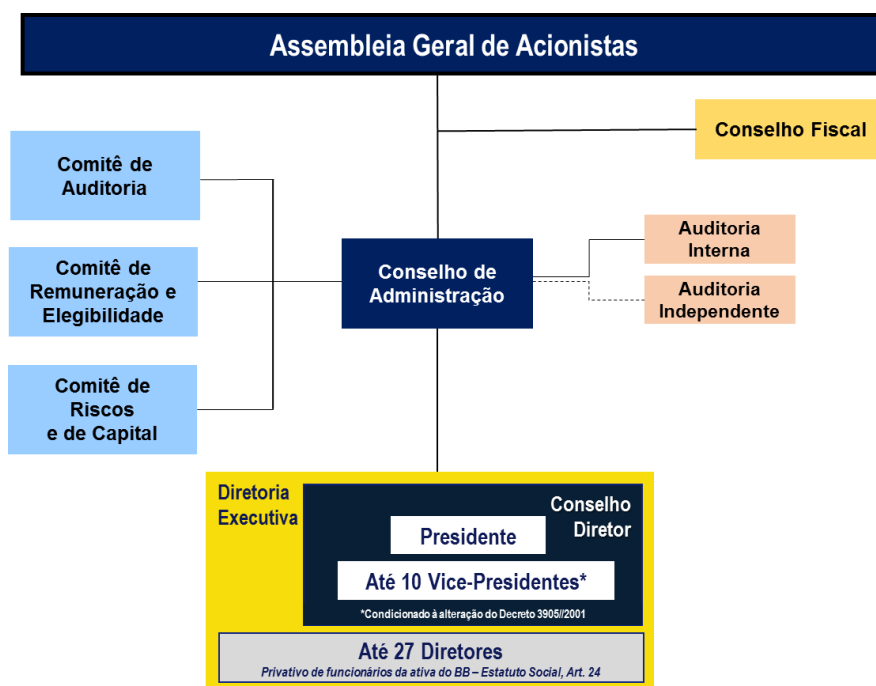 Assembleia Geral de Acionistas
Conselho Fiscal
Comitê de
Auditoria
Comitê de
Remuneração e
Elegibilidade
Comitê de
Riscos
e de Capital
Conselho de
Administração
Auditoria
Interna
Auditoria
Independente
Diretoria
Executiva
Conselho
Diretor
Presidente
Até 10 Vice-Presidentes*
*Condicionado à alteração do Decreto 3905//2001
Até 27 Diretores
Privativo de funcionários da ativa do BB – Estatuto Social, Art. 24